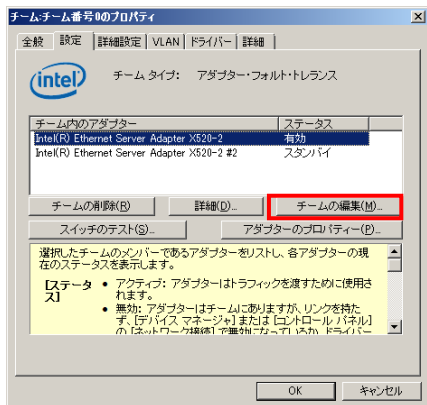 チーム:チーム番号0のプロパティ
全般 設定 詳細設定 VLAN ドライバー 詳細
intel
チーム タイプ: アダプター・フォルト・トレランス
チーム内のアダプター ステータス
Intel(R) Ethernet Server Adapter X520-2 有効
Intel(R) Ethernet Server Adapter X520-2 #2 スタンバイ
チームの削除(R) 詳細(D)... チームの編集(M)...
スイッチのテスト(S)... アダプターのプロパティー(P)...
選択したチームのメンバーであるアダプターをリストし、各アダプターの現
在のステータスを表示します。
[ステータ
ス]
• アクティブ: アダプターはトラフィックを渡すために使用さ
れます。
• 無効: アダプターはチームにありますが、リンクを持た
ず、[デバイス マネージャ] または [コントロール パネル]
の [ネットワーク接続] で無効になっているか、ドライバー
OK キャンセル